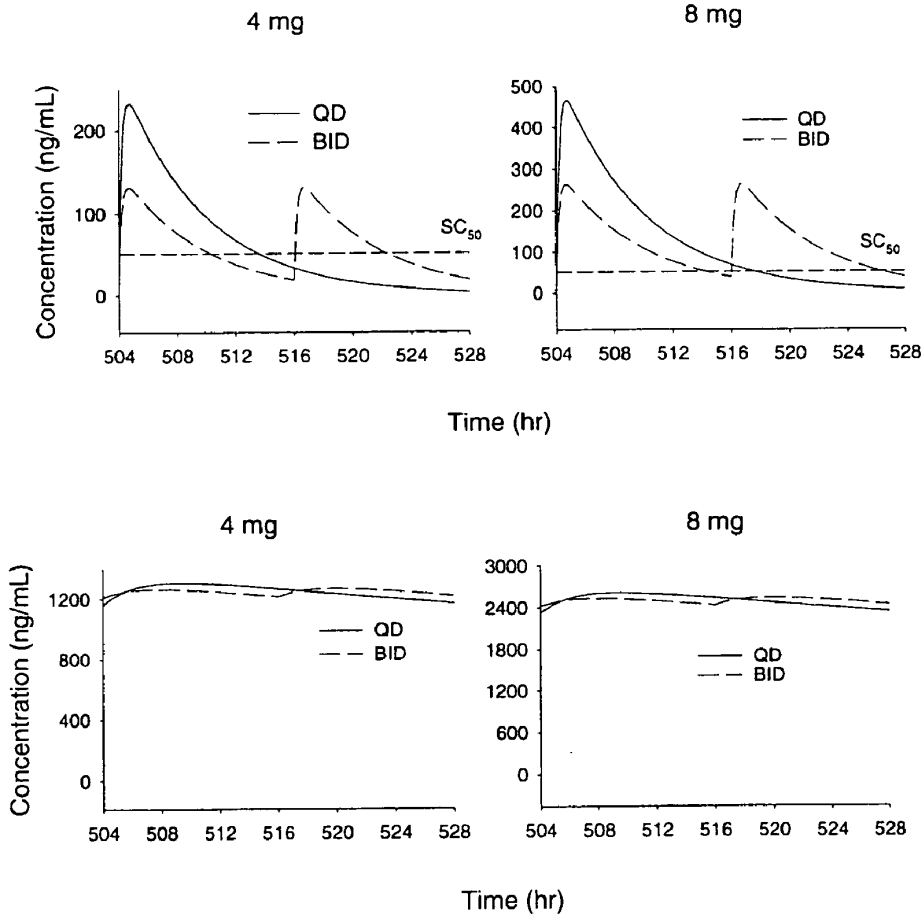 4 mg
8 mg
Concentration (ng/mL)
200
100
0
QD
BID
SC50
504 508 512 516 520 524 528
500
400
300
200
100
0
QD
BID
SC50
504 508 512 516 520 524 528
Time (hr)
4 mg
8 mg
Concentration (ng/mL)
1200
800
400
0
QD
BID
504 508 512 516 520 524 528
3000
2400
1800
1200
600
0
QD
BID
504 508 512 516 520 524 528
Time (hr)